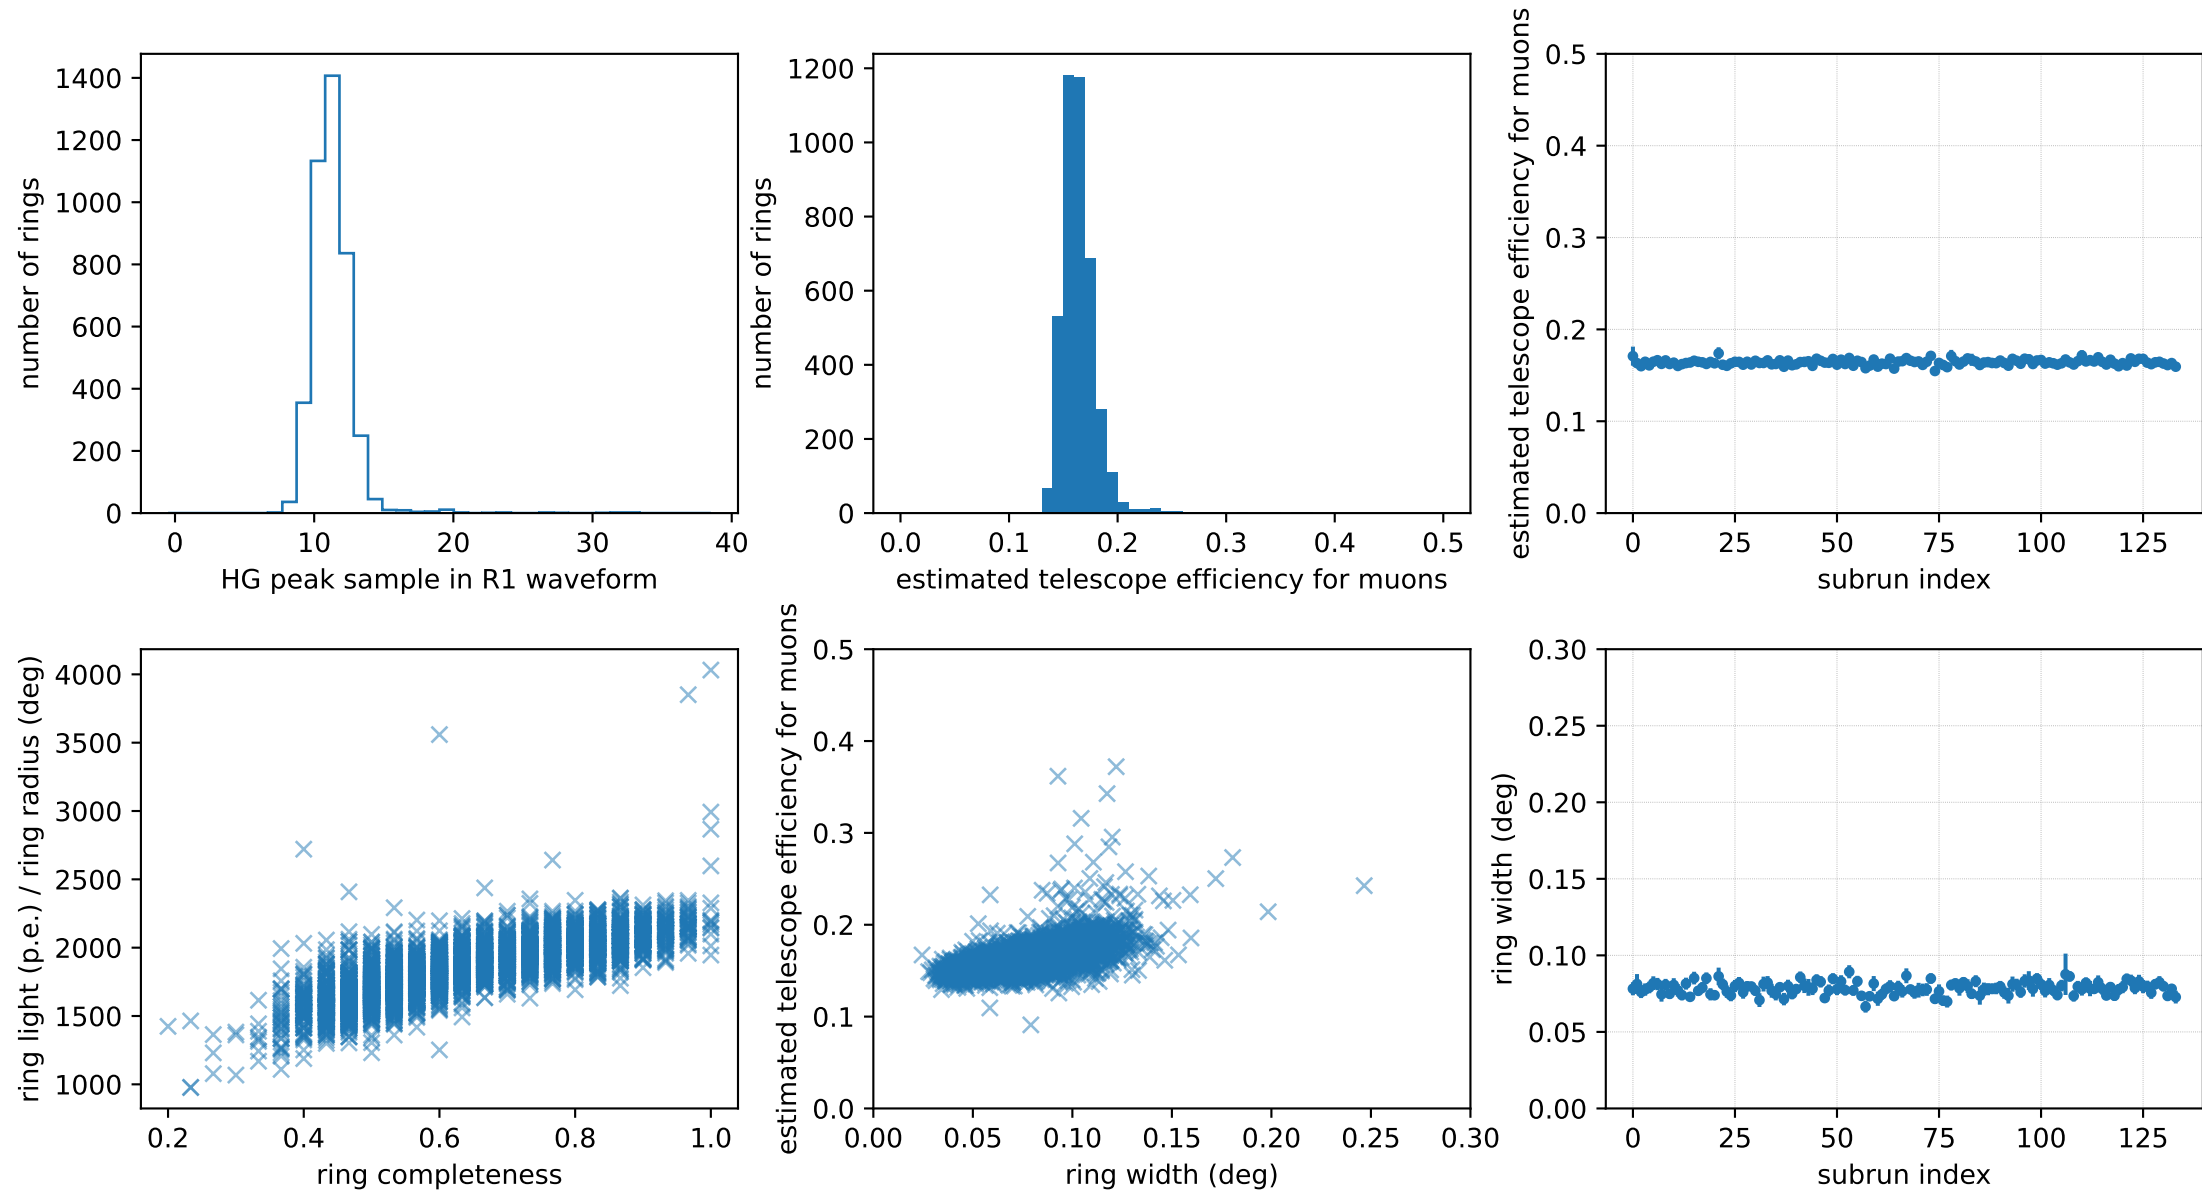 number of rings
1400
1200
1000
800
600
400
200
0
0 10 20 30 40
HG peak sample in R1 waveform
number of rings
1200
1000
800
600
400
200
0
0.0 0.1 0.2 0.3 0.4 0.5
estimated telescope efficiency for muons
estimated telescope efficiency for muons
0.5
0.4
0.3
0.2
0.1
0.0
0 25 50 75 100 125
subrun index
ring light (p.e.) / ring radius (deg)
4000
3500
3000
2500
2000
1500
1000
0.2 0.4 0.6 0.8 1.0
ring completeness
estimated telescope efficiency for muons
0.5
0.4
0.3
0.2
0.1
0.0
0.00 0.05 0.10 0.15 0.20 0.25 0.30
ring width (deg)
ring width (deg)
0.30
0.25
0.20
0.15
0.10
0.05
0.00
0 25 50 75 100 125
subrun index